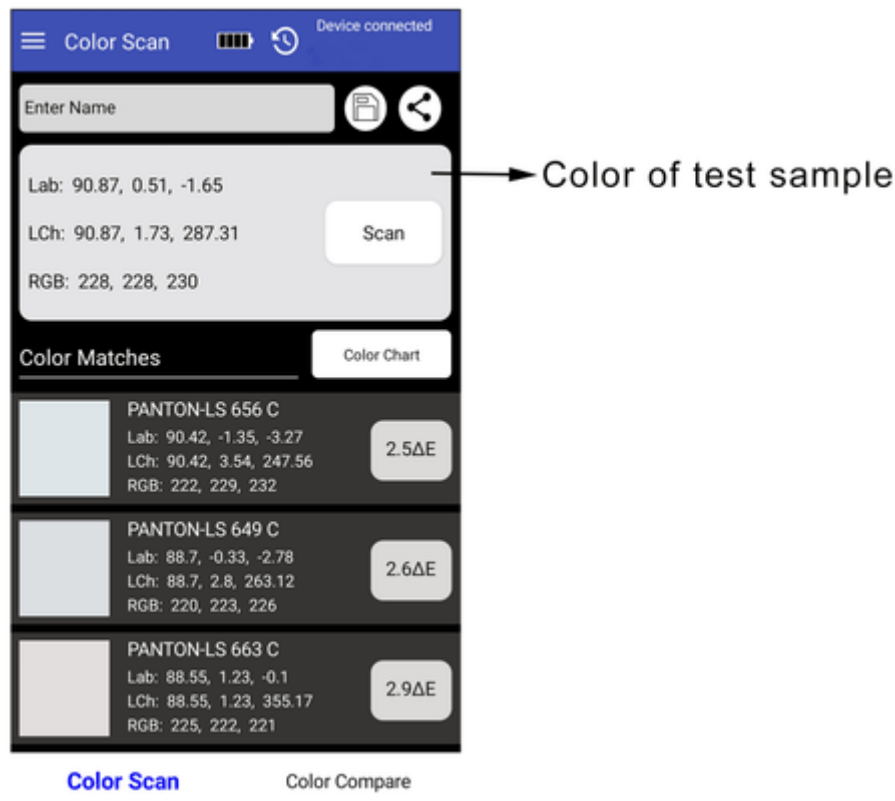 Color Scan
Device connected
Enter Name
Color of test sample
Lab: 90.87, 0.51, -1.65
LCh: 90.87, 1.73, 287.31
Scan
RGB: 228, 228, 230
Color Matches
Color Chart
PANTON-LS 656 C
Lab: 90.42, -1.35, -3.27
LCh: 90.42, 3.54, 247.56
RGB: 222, 229, 232
2.5ΔE
PANTON-LS 649 C
Lab: 88.7, -0.33, -2.78
LCh: 88.7, 2.8, 263.12
RGB: 220, 223, 226
2.6ΔE
PANTON-LS 663 C
Lab: 88.55, 1.23, -0.1
LCh: 88.55, 1.23, 355.17
RGB: 225, 222, 221
2.9ΔE
Color Scan
Color Compare